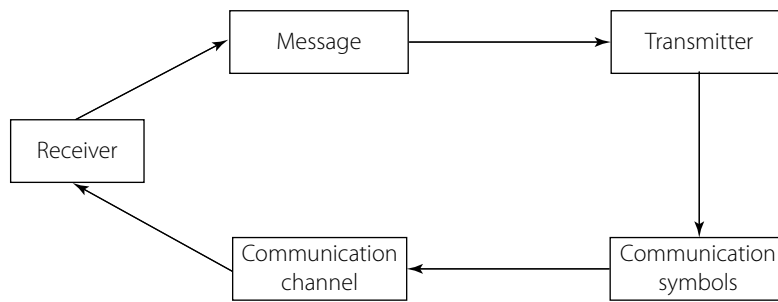 Message
Transmitter
Receiver
Communication
channel
Communication
symbols